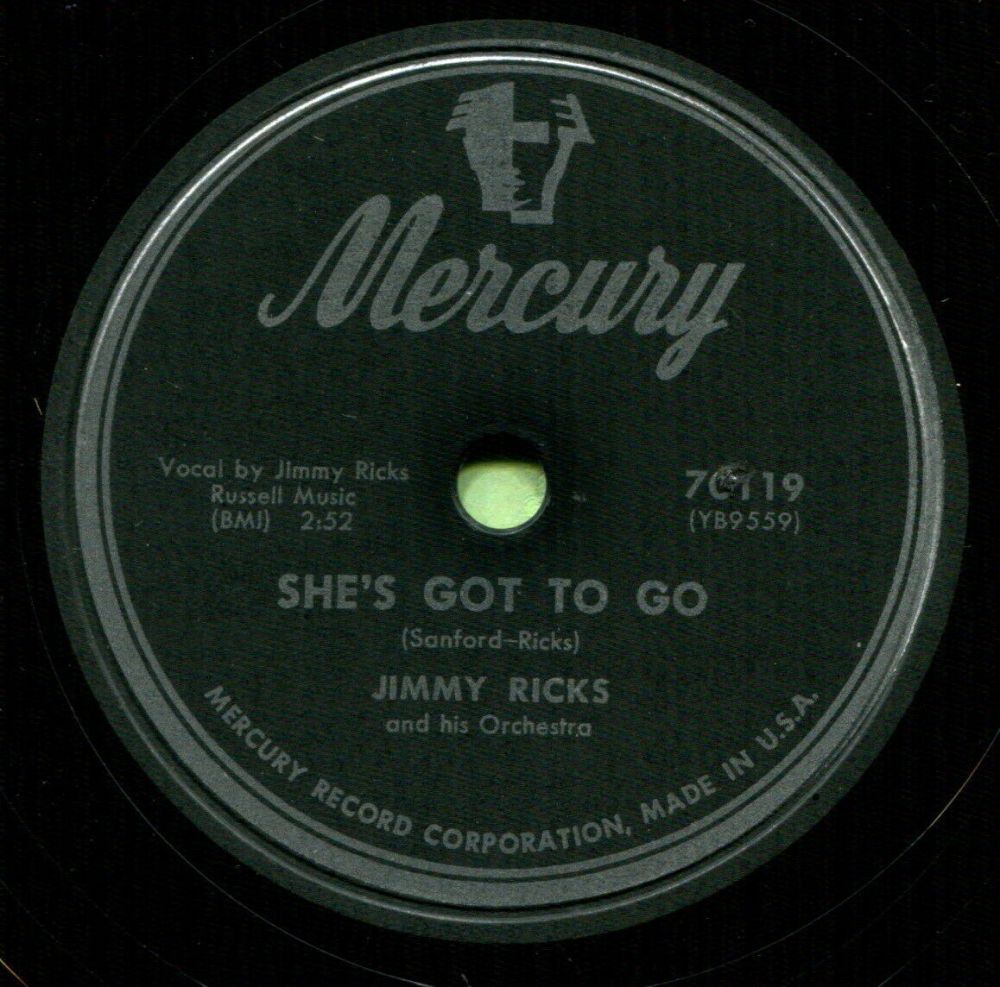 Mercury
Vocal by Jimmy Ricks
Russell Music
(BMI) 2:52
70119
(YB9559)
SHE'S GOT TO GO
(Sanford-Ricks)
JIMMY RICKS
and his Orchestra
MERCURY RECORD CORPORATION, MADE IN U.S.A.